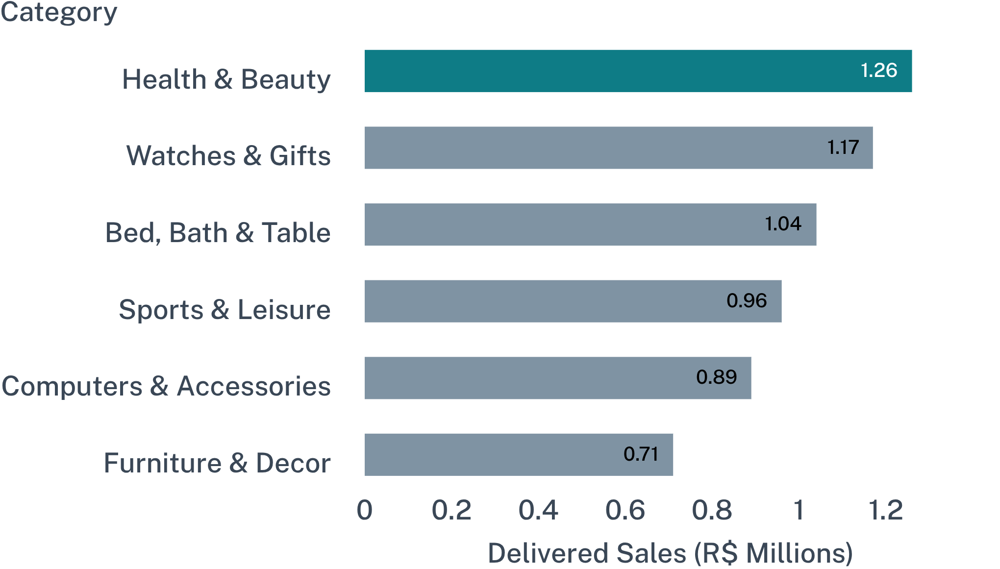 Category
Health & Beauty 1.26
Watches & Gifts 1.17
Bed, Bath & Table 1.04
Sports & Leisure 0.96
Computers & Accessories 0.89
Furniture & Decor 0.71
0 0.2 0.4 0.6 0.8 1 1.2
Delivered Sales (R$ Millions)